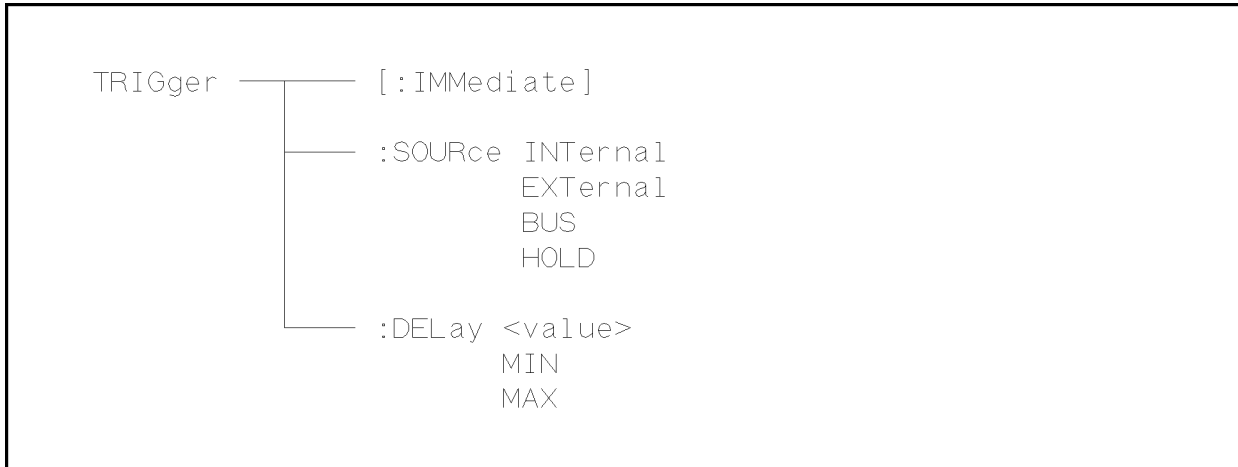 TRIGger [:IMMediate]
:SOURce INTernal
EXTernal
BUS
HOLD
:DELay <value>
MIN
MAX